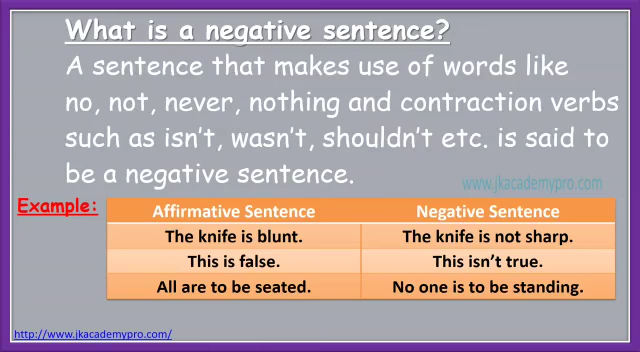 What is a negative sentence?
A sentence that makes use of words like
no, not, never, nothing and contraction verbs
such as isn't, wasn't, shouldn't etc. is said to
be a negative sentence.
www.jkacademypro.com
Example:
Affirmative Sentence Negative Sentence
The knife is blunt. The knife is not sharp.
This is false. This isn't true.
All are to be seated. No one is to be standing.
http://www.jkacademypro.com/